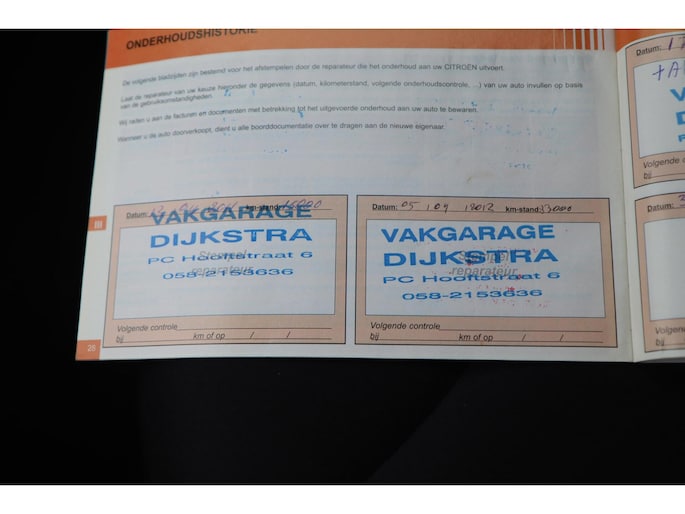 ONDERHOUDSHISTORIE
De volgende bladzijden zijn bestemd voor het afstempelen door de reparateur die het onderhoud aan uw CITROËN uitvoert.
Laat de reparateur van uw keuze hieronder de gegevens (datum, kilometerstand, volgende onderhoudscontrole, ...) van uw auto invullen op basis
van de gebruiksomstandigheden.
Wij raden u aan de facturen en documenten met betrekking tot het uitgevoerde onderhoud aan uw auto te bewaren.
Wanneer u de auto doorverkoopt, dient u alle boorddocumentatie over te dragen aan de nieuwe eigenaar.
Datum: km-stand:
VAKGARAGE
DIJKSTRA
Stempel
PC Hooftstraat 6
reparateur
058-2153636
Volgende controle
bij km of op / /
Datum: 05 / 09 / 2012 km-stand: 33000
VAKGARAGE
DIJKSTRA
Stempel
PC Hooftstraat 6
reparateur
058-2153636
Volgende controle
bij km of op / /
III
28
Datum:
Volgende
bij
Datum:
bij